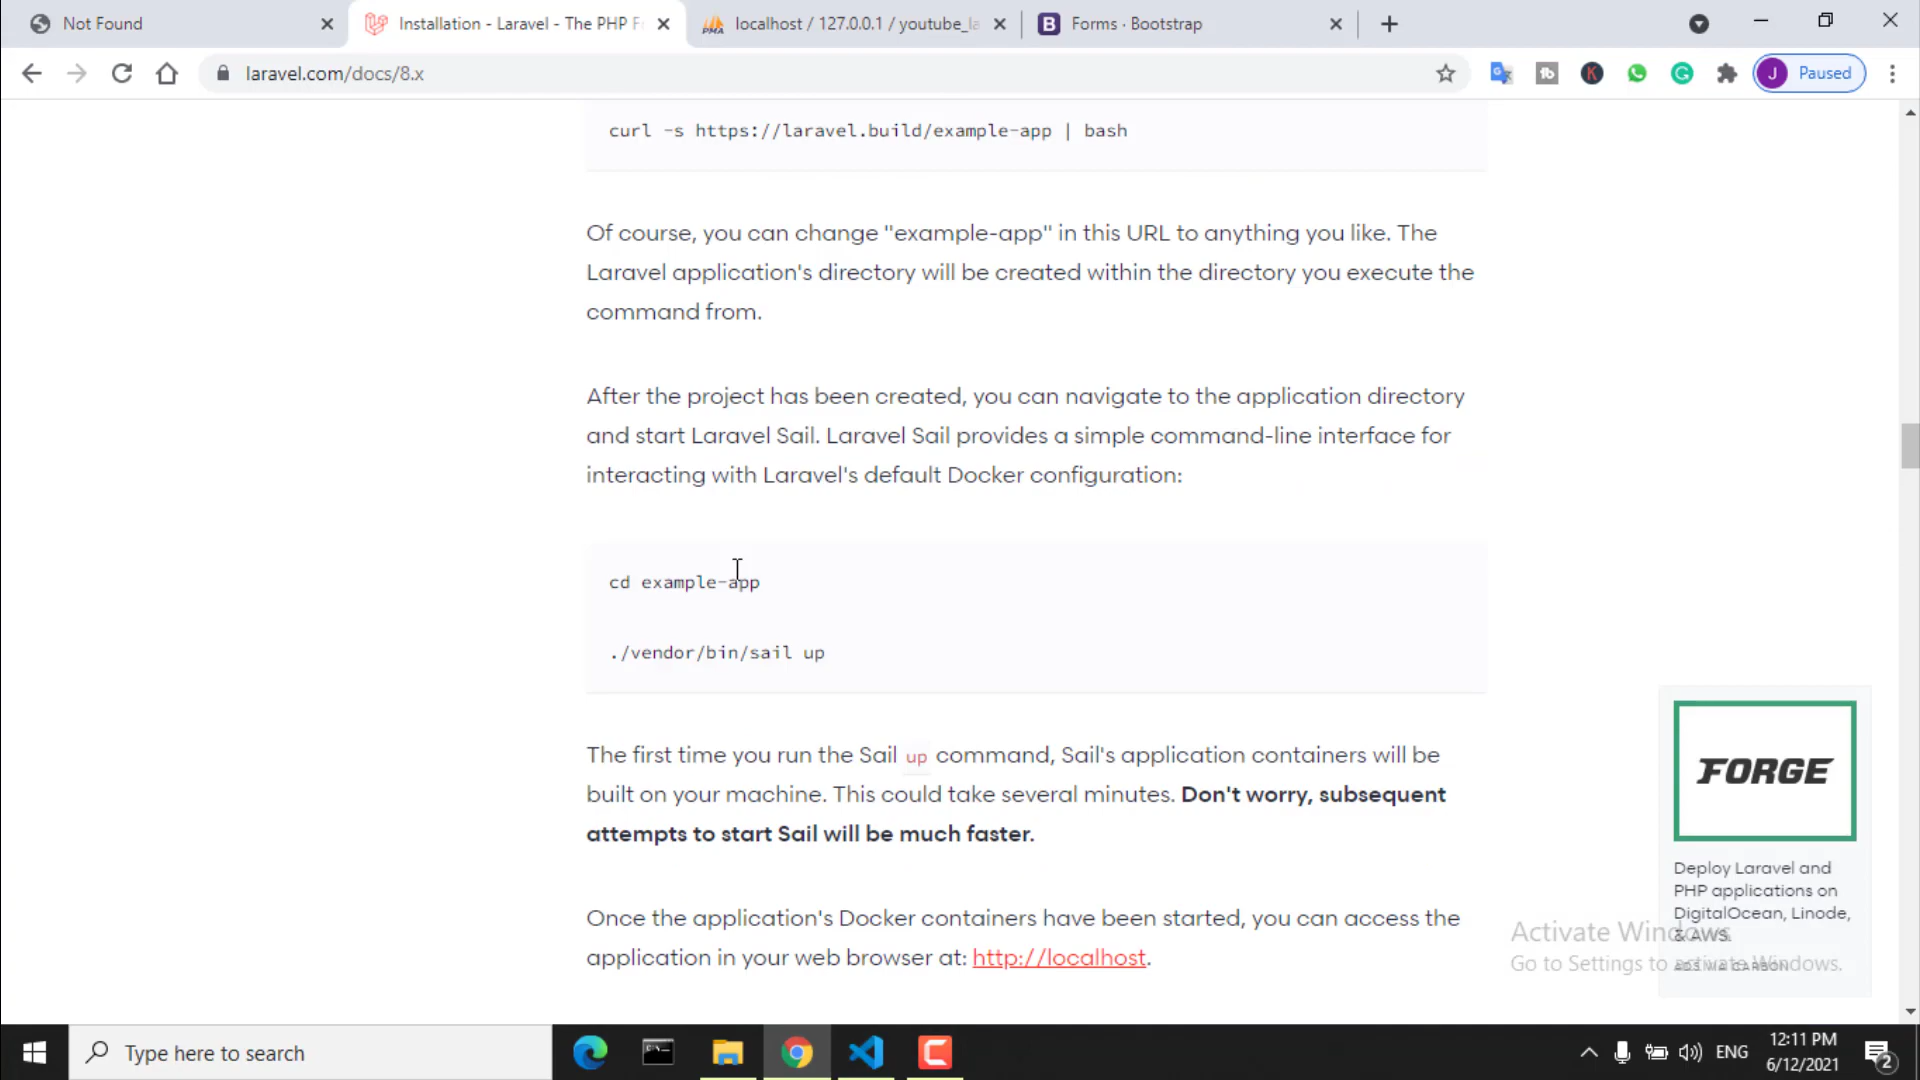 Not Found
Installation - Laravel - The PHP Fr
localhost / 127.0.0.1 / youtube_la
B Forms · Bootstrap
laravel.com/docs/8.x
J Paused
curl -s https://laravel.build/example-app | bash
Of course, you can change "example-app" in this URL to anything you like. The
Laravel application's directory will be created within the directory you execute the
command from.
After the project has been created, you can navigate to the application directory
and start Laravel Sail. Laravel Sail provides a simple command-line interface for
interacting with Laravel's default Docker configuration:
cd example-app
./vendor/bin/sail up
The first time you run the Sail up command, Sail's application containers will be
built on your machine. This could take several minutes. Don't worry, subsequent
attempts to start Sail will be much faster.
Once the application's Docker containers have been started, you can access the
application in your web browser at: http://localhost.
FORGE
Deploy Laravel and
PHP applications on
DigitalOcean, Linode,
& AWS.
ADS VIA CARBON
Activate Windows
Go to Settings to activate Windows.
Type here to search
ENG
12:11 PM
6/12/2021
2